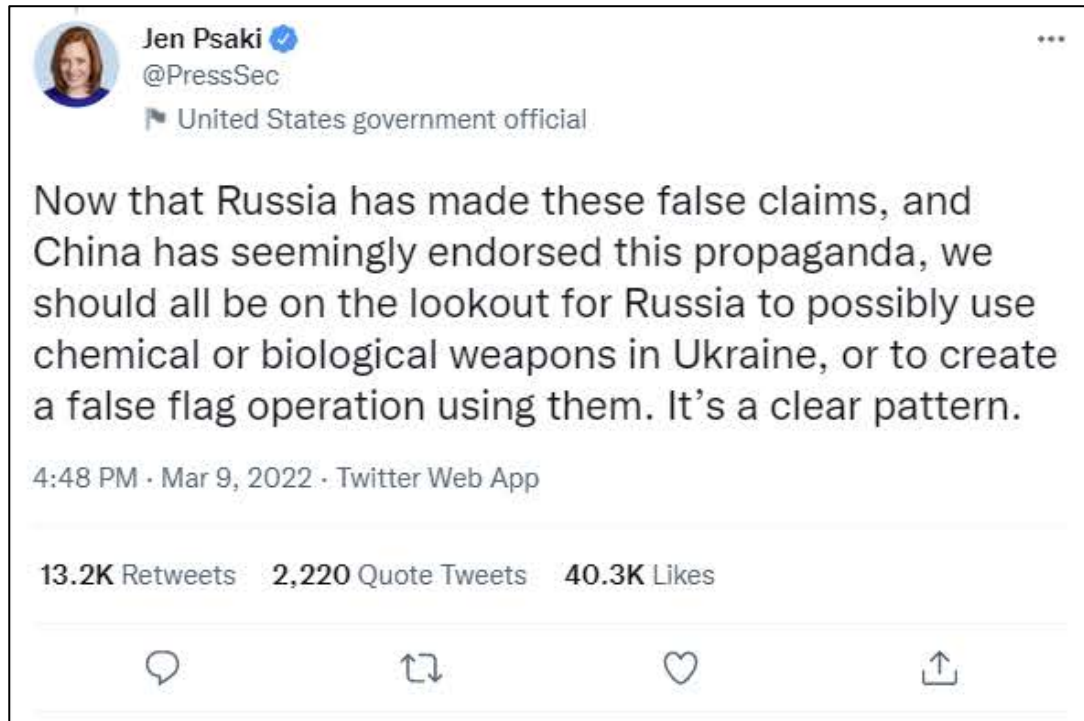 Jen Psaki
@PressSec
United States government official
Now that Russia has made these false claims, and
China has seemingly endorsed this propaganda, we
should all be on the lookout for Russia to possibly use
chemical or biological weapons in Ukraine, or to create
a false flag operation using them. It’s a clear pattern.
4:48 PM · Mar 9, 2022 · Twitter Web App
13.2K Retweets 2,220 Quote Tweets 40.3K Likes